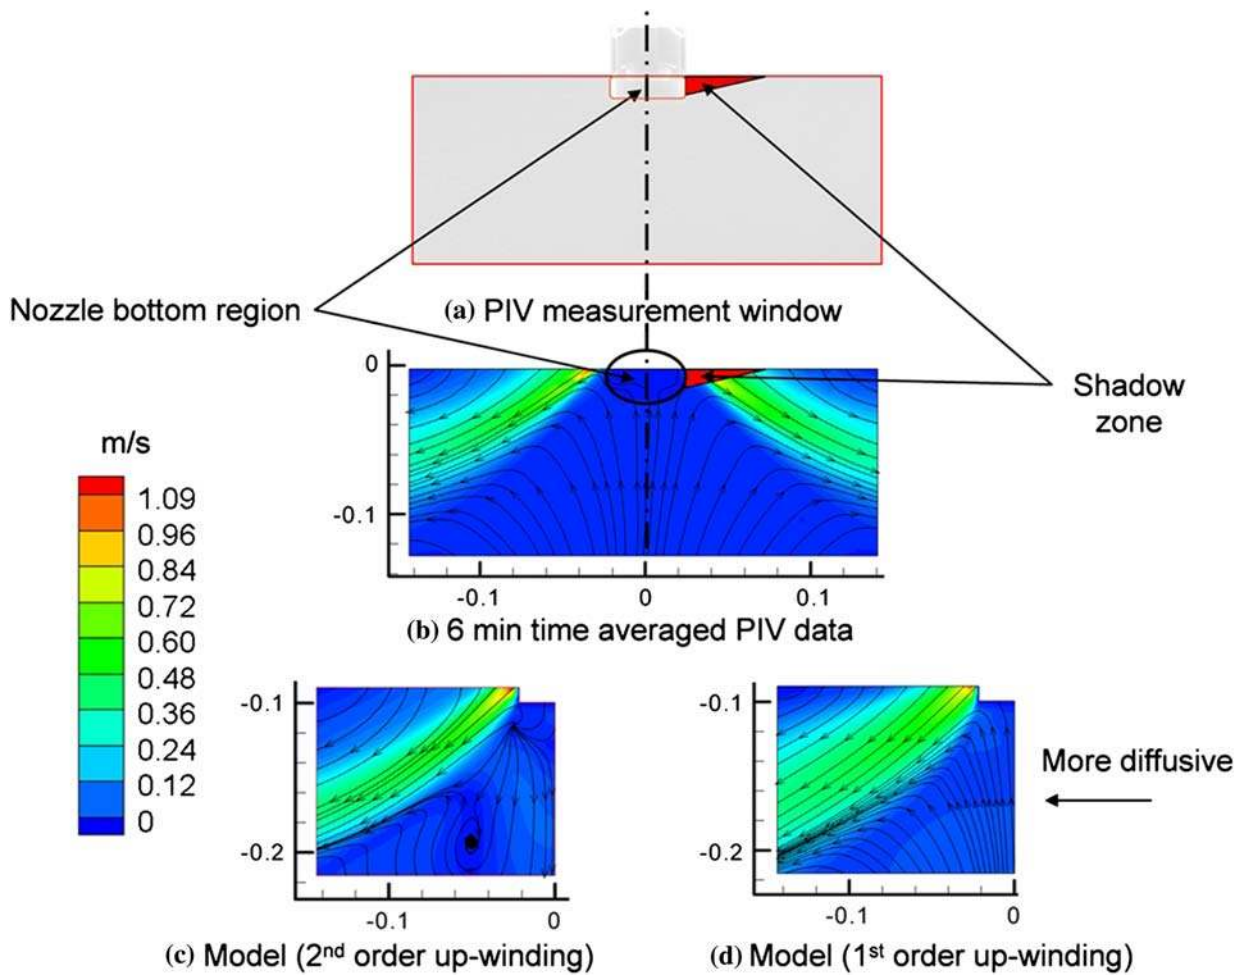 Nozzle bottom region
(a) PIV measurement window
Shadow
zone
m/s
1.09
0.96
0.84
0.72
0.60
0.48
0.36
0.24
0.12
0
0
-0.1
-0.1
0
0.1
(b) 6 min time averaged PIV data
-0.1
-0.2
-0.1
0
(c) Model (2nd order up-winding)
-0.1
-0.2
-0.1
0
(d) Model (1st order up-winding)
More diffusive